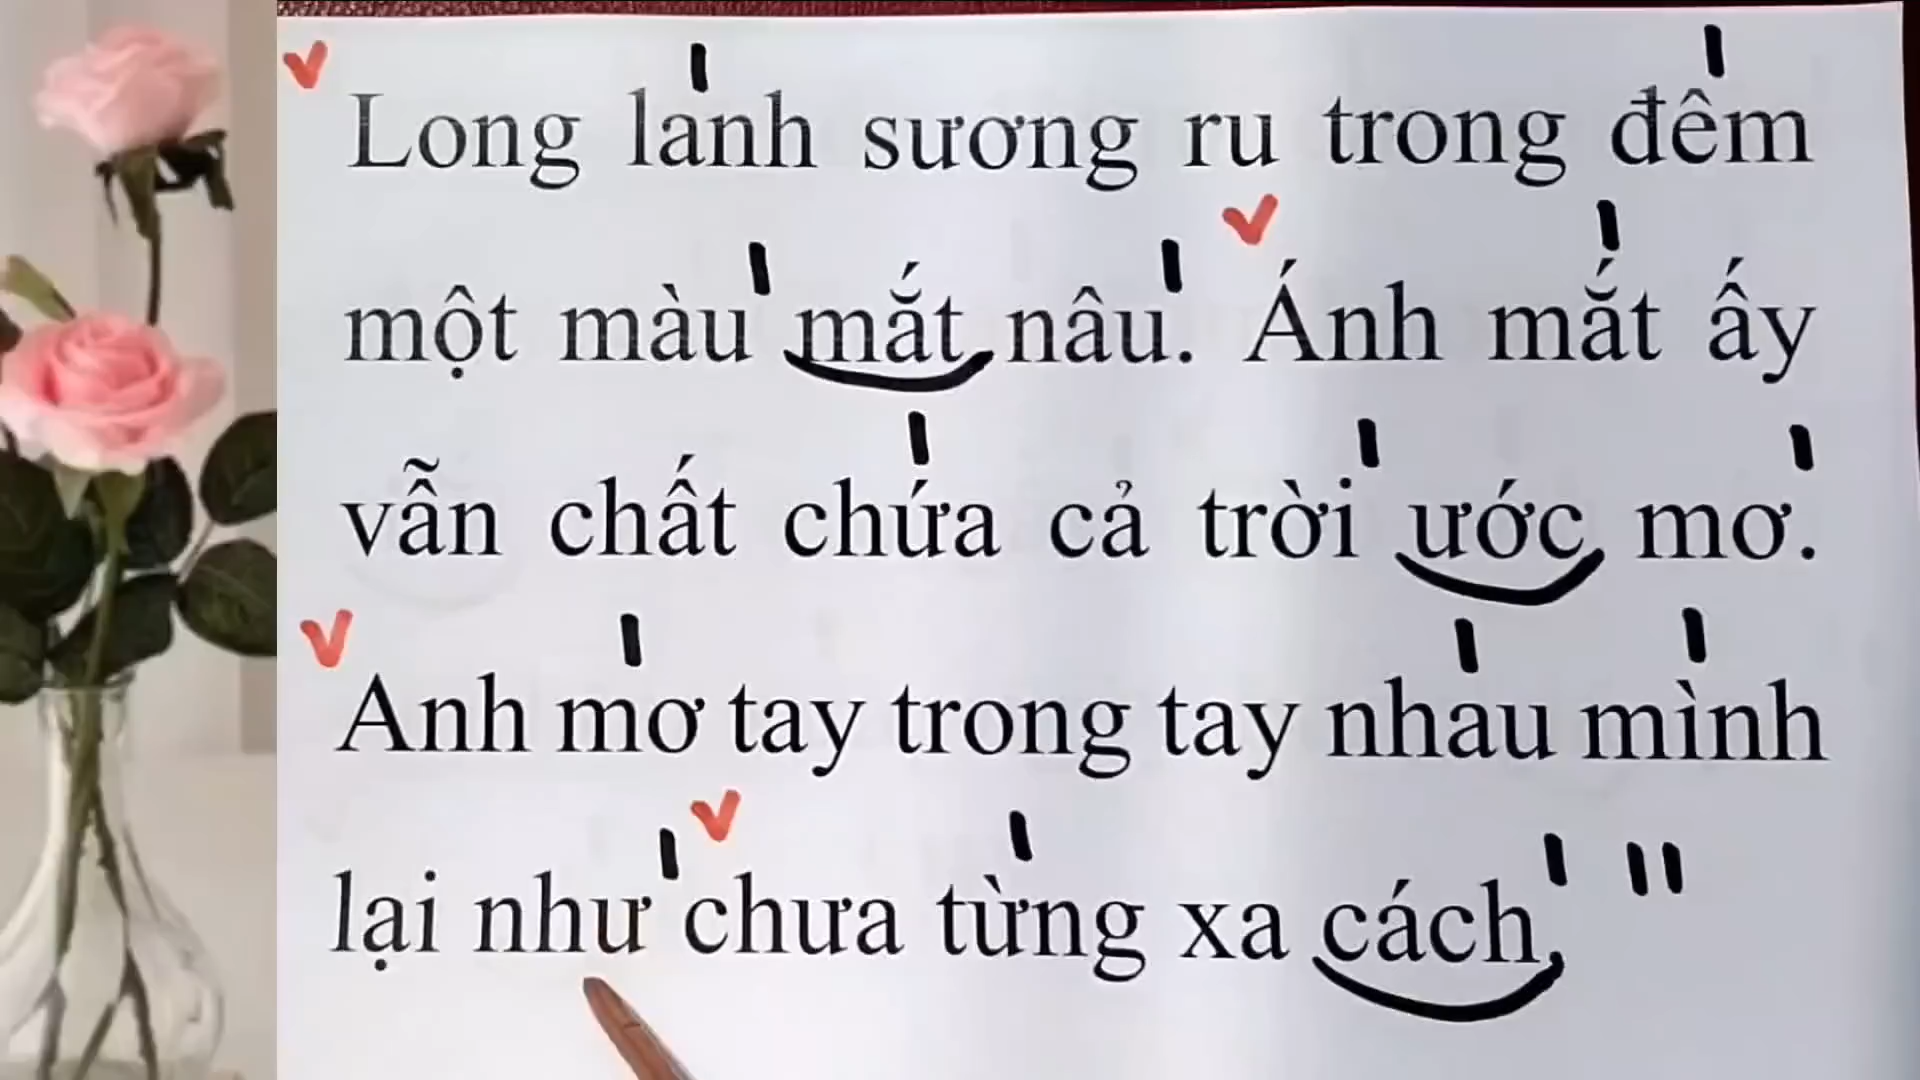 Long lanh sương ru trong đêm
một màu mắt nâu. Ánh mắt ấy
vẫn chất chứa cả trời ước mơ.
Anh mơ tay trong tay nhau mình
lại như chưa từng xa cách,